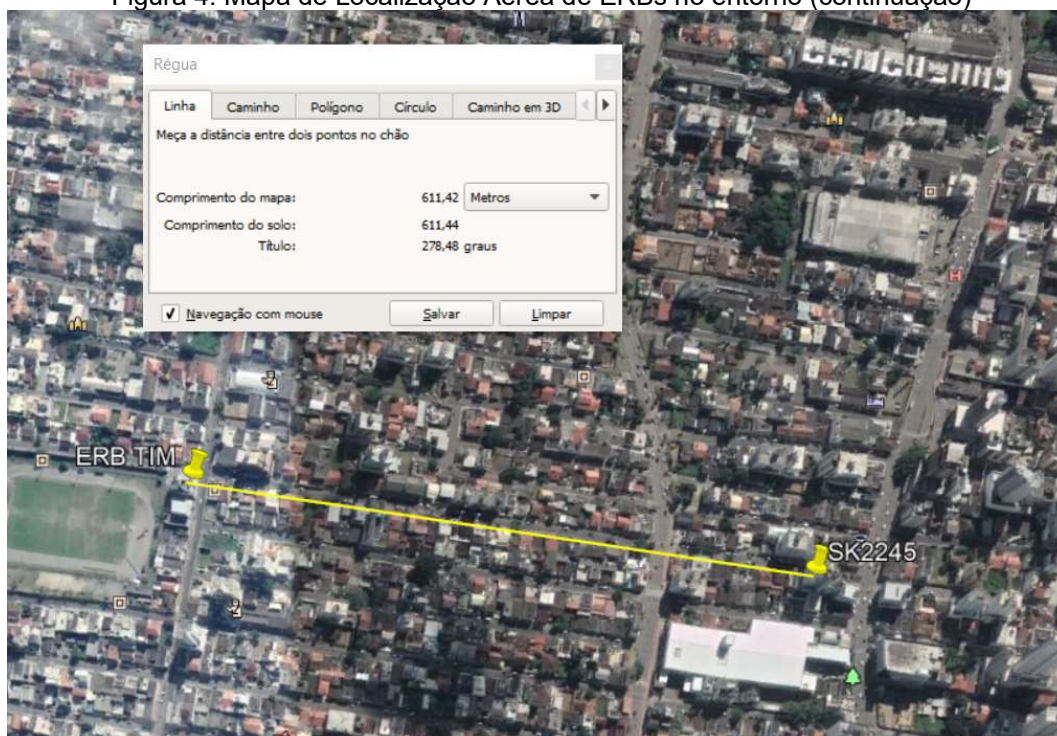 Figura 4: Mapa de Localização Aérea de ERBs no entorno (continuação)
Régua
Linha Caminho Polígono Círculo Caminho em 3D
Meça a distância entre dois pontos no chão
Comprimento do mapa: 611,42 Metros
Comprimento do solo: 611,44
Título: 278,48 graus
Navegação com mouse Salvar Limpar
ERB TIM
SK2245